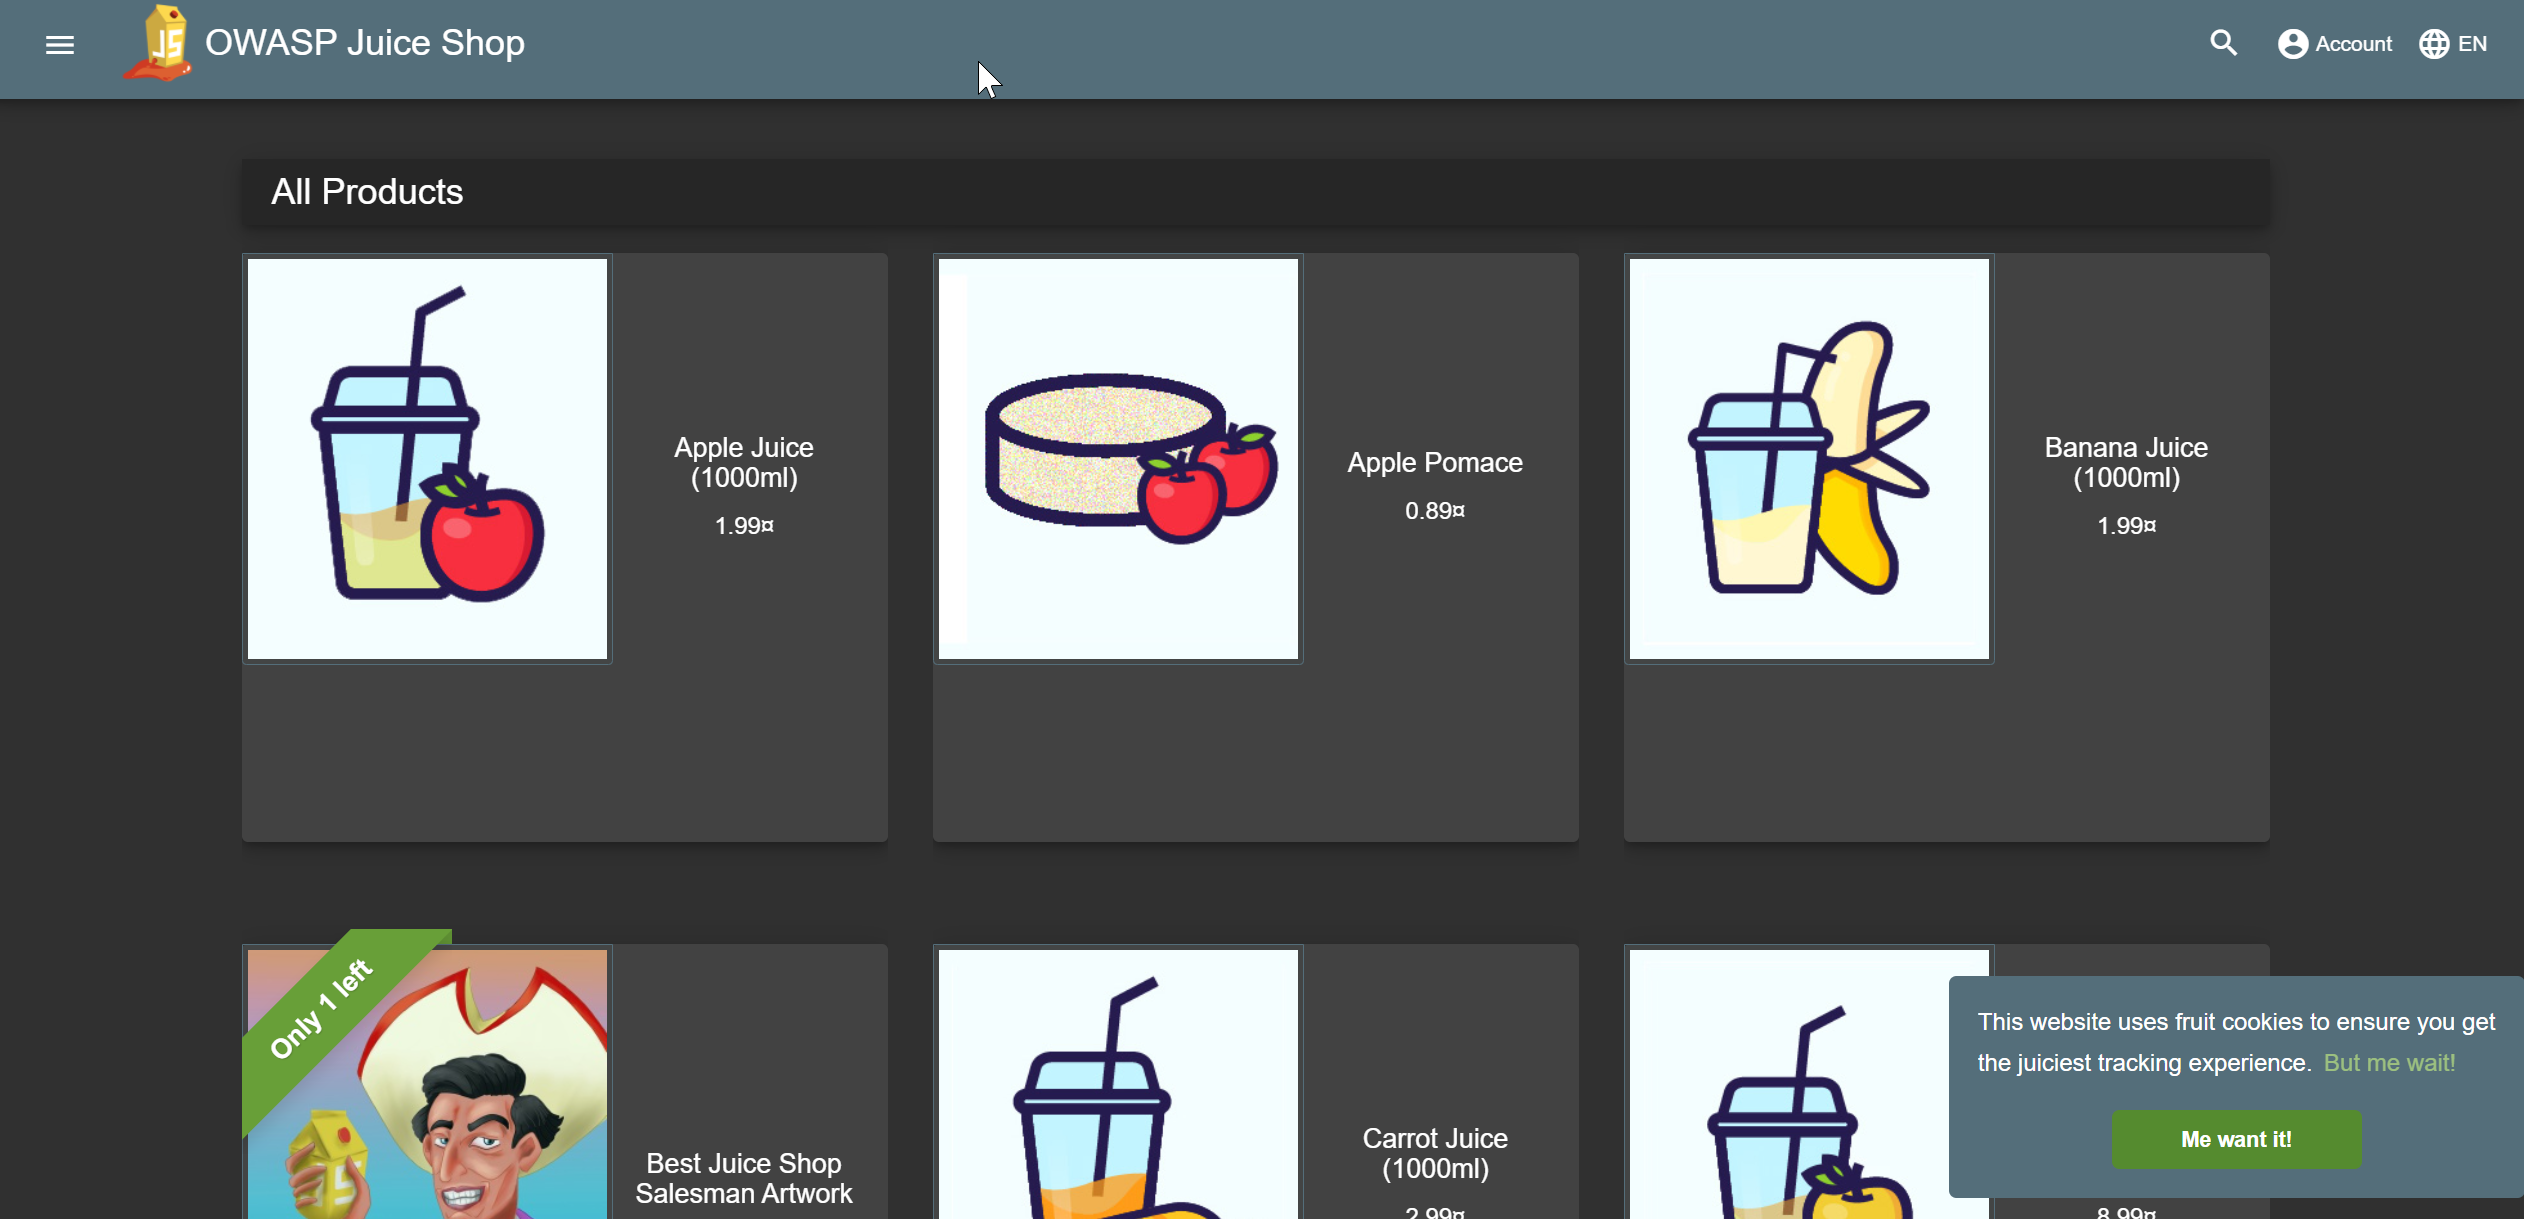 JS
OWASP Juice Shop
Account
EN
All Products
Apple Juice
(1000ml)
1.99¤
Apple Pomace
0.89¤
Banana Juice
(1000ml)
1.99¤
Only 1 left
JS
Best Juice Shop
Salesman Artwork
Carrot Juice
(1000ml)
2.99¤
8.99¤
This website uses fruit cookies to ensure you get
the juiciest tracking experience. But me wait!
Me want it!